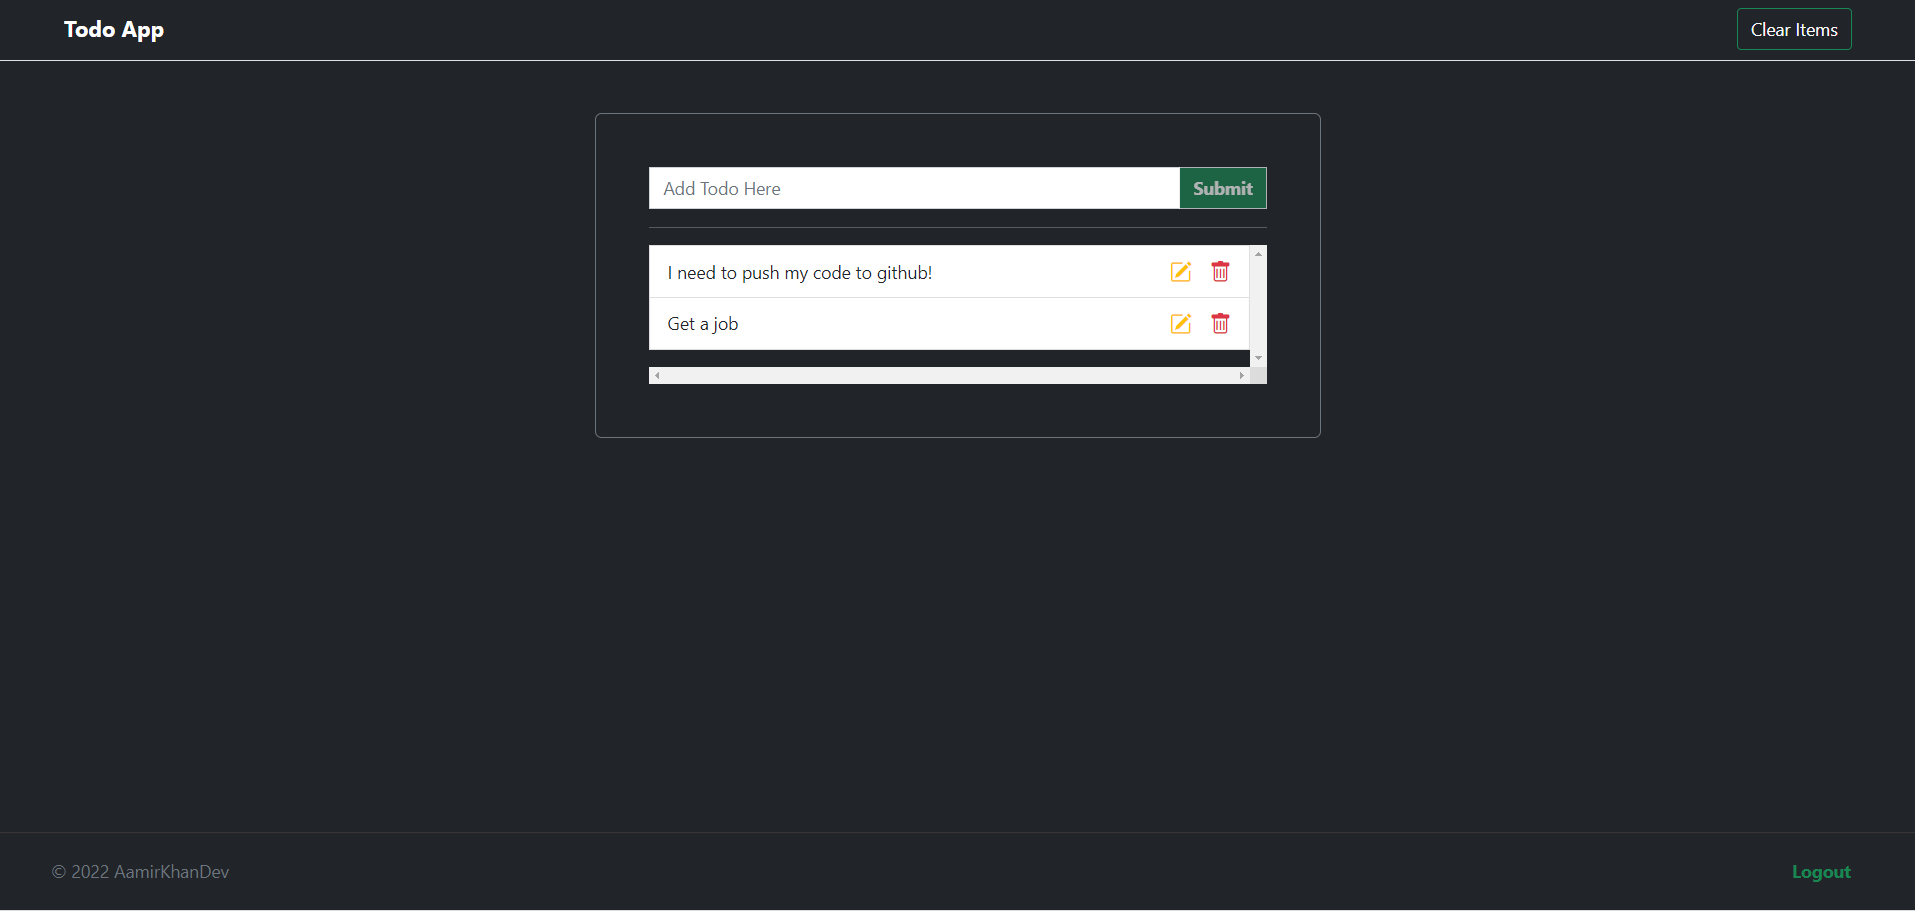 Todo App
Clear Items
Add Todo Here
Submit
I need to push my code to github!
Get a job
© 2022 AamirKhanDev
Logout